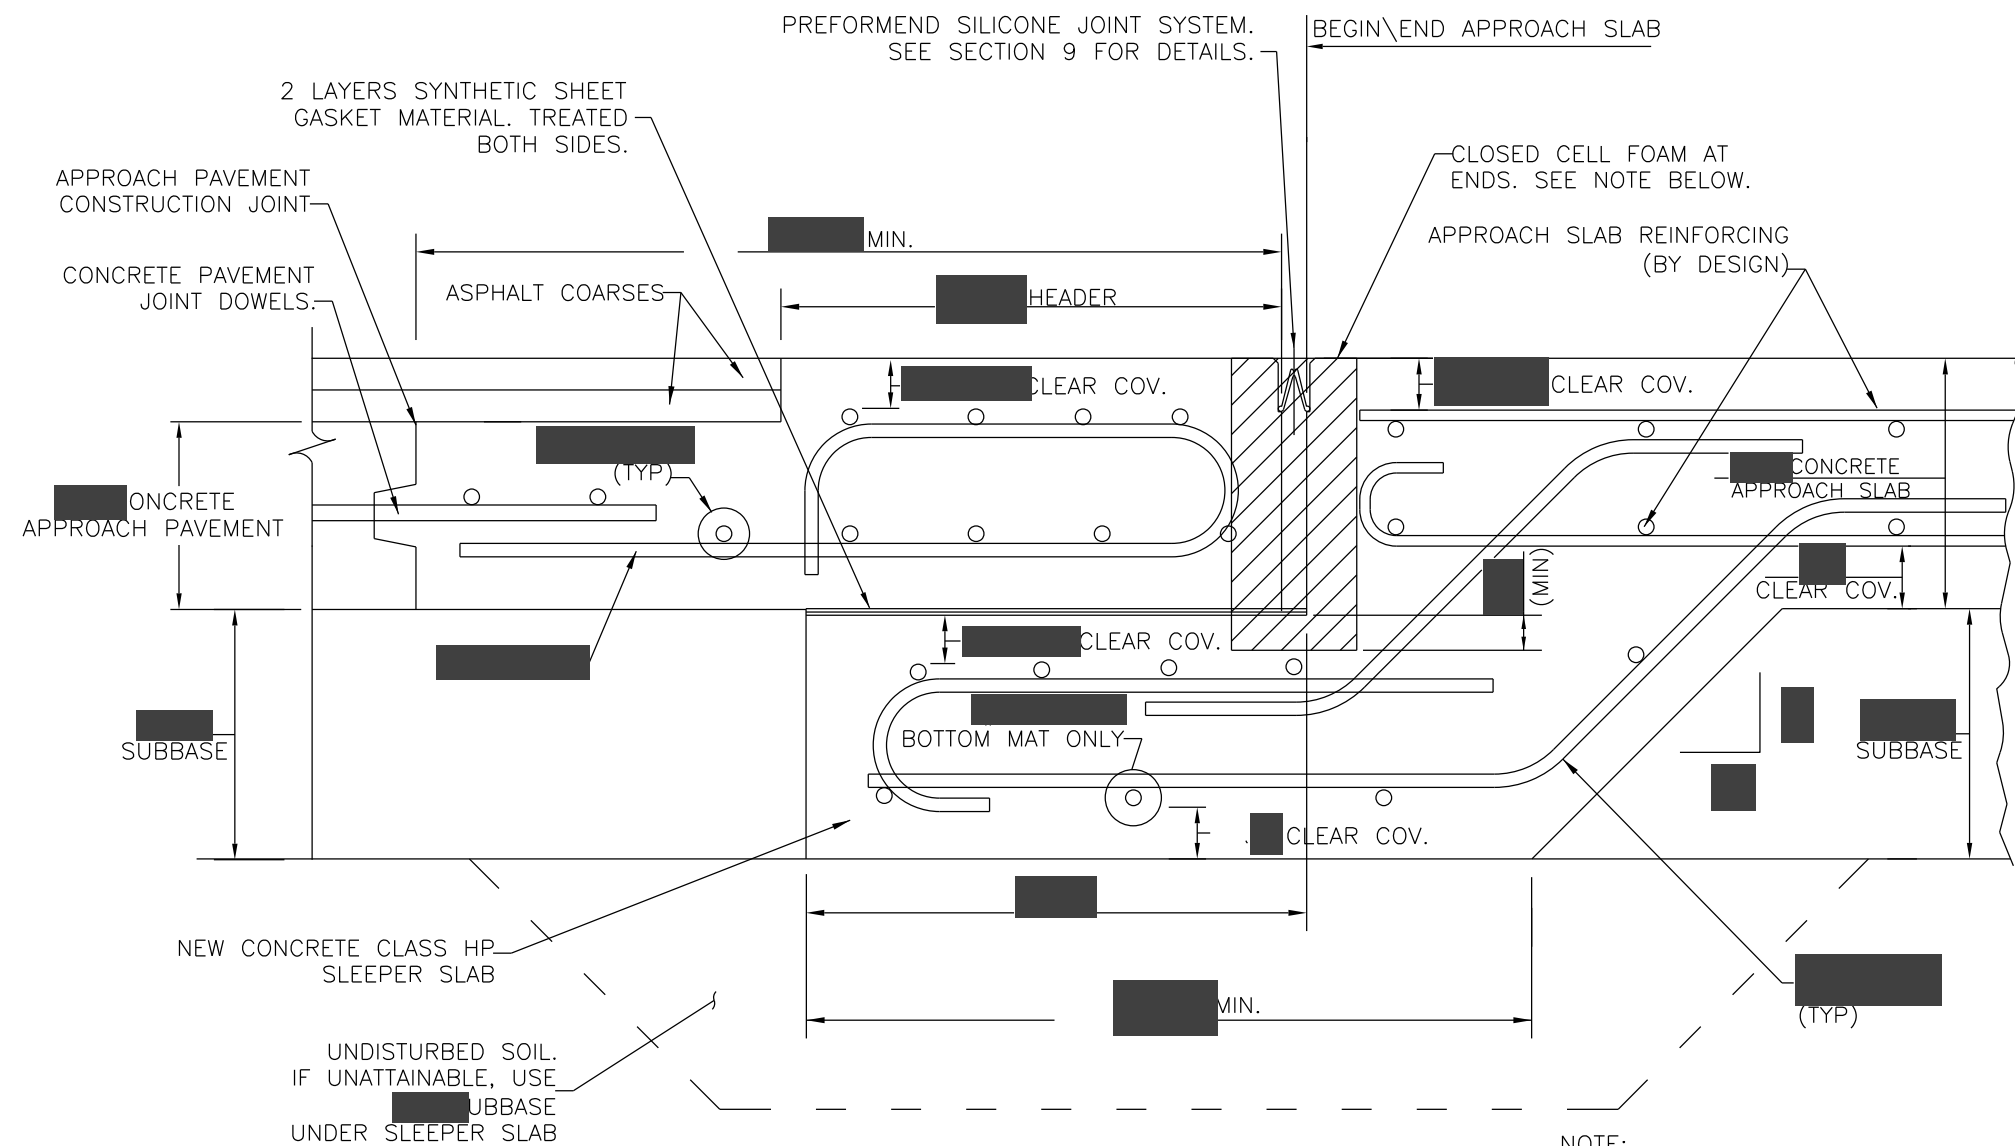 PREFORMEND SILICONE JOINT SYSTEM.
SEE SECTION 9 FOR DETAILS.
BEGIN\END APPROACH SLAB
2 LAYERS SYNTHETIC SHEET
GASKET MATERIAL. TREATED
BOTH SIDES.
CLOSED CELL FOAM AT
ENDS. SEE NOTE BELOW.
APPROACH PAVEMENT
CONSTRUCTION JOINT
MIN.
APPROACH SLAB REINFORCING
(BY DESIGN)
CONCRETE PAVEMENT
JOINT DOWELS.
ASPHALT COARSES
HEADER
CLEAR COV.
CLEAR COV.
(TYP)
CONCRETE
APPROACH SLAB
ONCRETE
APPROACH PAVEMENT
(MIN)
CLEAR COV.
CLEAR COV.
BOTTOM MAT ONLY
SUBBASE
SUBBASE
CLEAR COV.
NEW CONCRETE CLASS HP
SLEEPER SLAB
MIN.
(TYP)
UNDISTURBED SOIL.
IF UNATTAINABLE, USE
UBBASE
UNDER SLEEPER SLAB
NOTE: